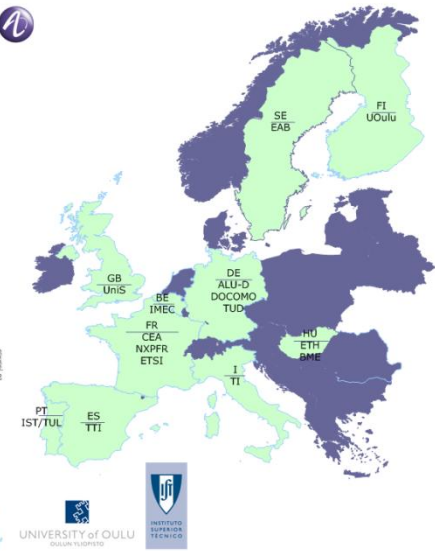 FI
UOulu
SE
EAB
GB
UniS
BE
IMEC
DE
ALU-D
DOCOMO
TUD
FR
CEA
NXPFR
ETSI
HU
ETH
BME
I
TI
PT
IST/TUL
ES
TTI
UNIVERSITY of OULU
OULUN YLIOPISTO
INSTITUTO
SUPERIOR
TÉCNICO